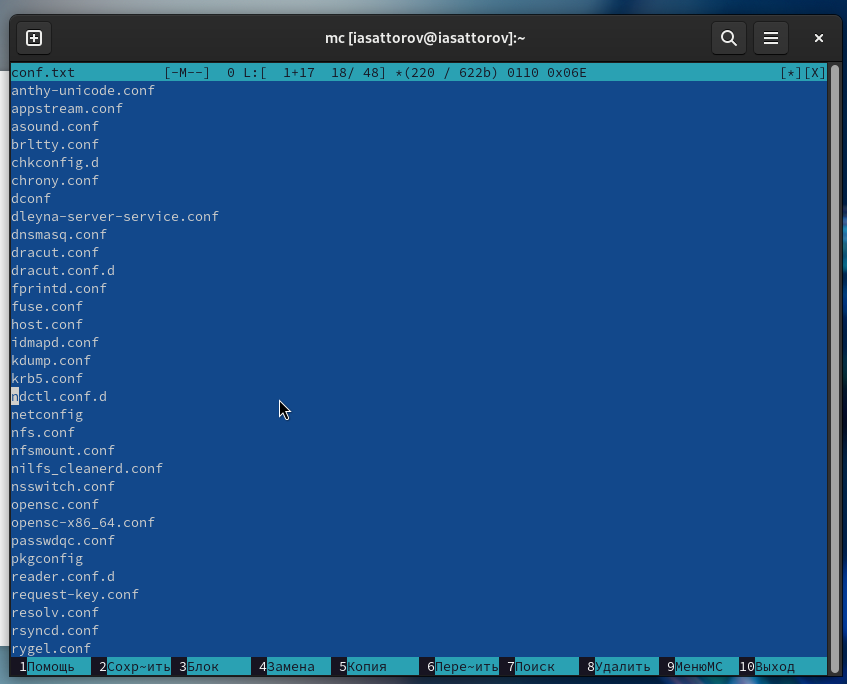 mc [iasattorov@iasattorov]:~
conf.txt [-M--] 0 L:[ 1+17 18/ 48] *(220 / 622b) 0110 0x06E [*][X]
anthy-unicode.conf
appstream.conf
asound.conf
brltty.conf
chkconfig.d
chrony.conf
dconf
dleyna-server-service.conf
dnsmasq.conf
dracut.conf
dracut.conf.d
fprintd.conf
fuse.conf
host.conf
idmapd.conf
kdump.conf
krb5.conf
ndctl.conf.d
netconfig
nfs.conf
nfsmount.conf
nilfs_cleanerd.conf
nsswitch.conf
opensc.conf
opensc-x86_64.conf
passwdqc.conf
pkgconfig
reader.conf.d
request-key.conf
resolv.conf
rsyncd.conf
rygel.conf
1Помощь 2Сохр~ить 3Блок 4Замена 5Копия 6Пере~ить 7Поиск 8Удалить 9МенюMC 10Выход